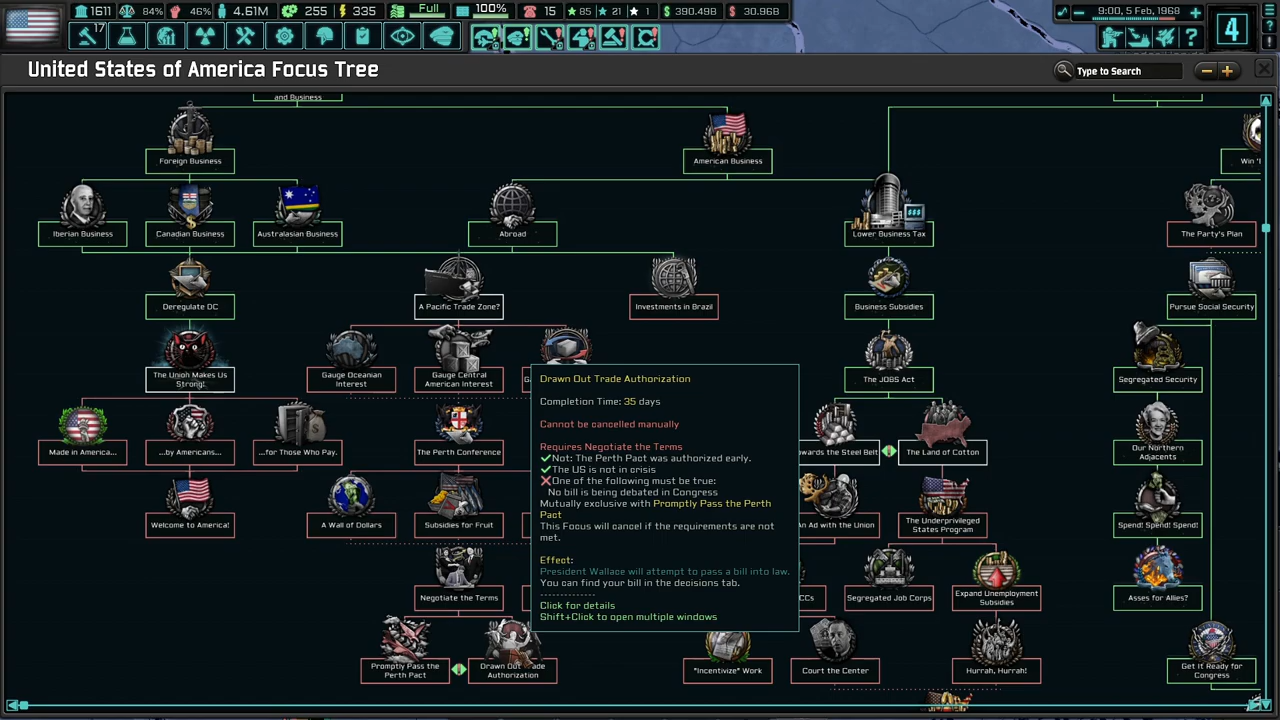 1611
84%
46%
4.61M
255
335
Full
100%
15
85
21
1
$ 390.498
$ 30.968
9:00, 5 Feb, 1968
4
17
United States of America Focus Tree
Type to Search
and Business
Foreign Business
American Business
Win
Iberian Business
Canadian Business
Australasian Business
Abroad
Lower Business Tax
The Party's Plan
Deregulate DC
A Pacific Trade Zone?
Investments in Brazil
Business Subsidies
Pursue Social Security
The Union Makes Us
Strong!
Gauge Oceanian
Interest
Gauge Central
American Interest
The JOBS Act
Segregated Security
Made in America...
...by Americans...
...for Those Who Pay.
The Perth Conference
owards the Steel Belt
The Land of Cotton
Our Northern
Adjacents
Welcome to America!
A Wall of Dollars
Subsidies for Fruit
An Ad with the Union
The Underprivileged
States Program
Spend! Spend! Spend!
Negotiate the Terms
CCs
Segregated Job Corps
Expand Unemployment
Subsidies
Asses for Allies?
Promptly Pass the
Perth Pact
Drawn Out Trade
Authorization
"Incentivize" Work
Court the Center
Hurrah, Hurrah!
Get It Ready for
Congress
Drawn Out Trade Authorization
Completion Time: 35 days
Cannot be cancelled manually
Requires Negotiate the Terms
Not: The Perth Pact was authorized early.
The US is not in crisis
One of the following must be true:
No bill is being debated in Congress
Mutually exclusive with Promptly Pass the Perth
Pact
This Focus will cancel if the requirements are not
met.
Effect:
President Wallace will attempt to pass a bill into law.
You can find your bill in the decisions tab.
--------------
Click for details
Shift+Click to open multiple windows